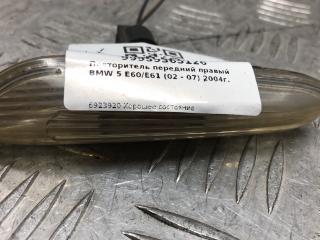 Повторитель передний правый
BMW 5 E60/E61 (02 - 07) 2004г.
6923920 Хорошее состояние